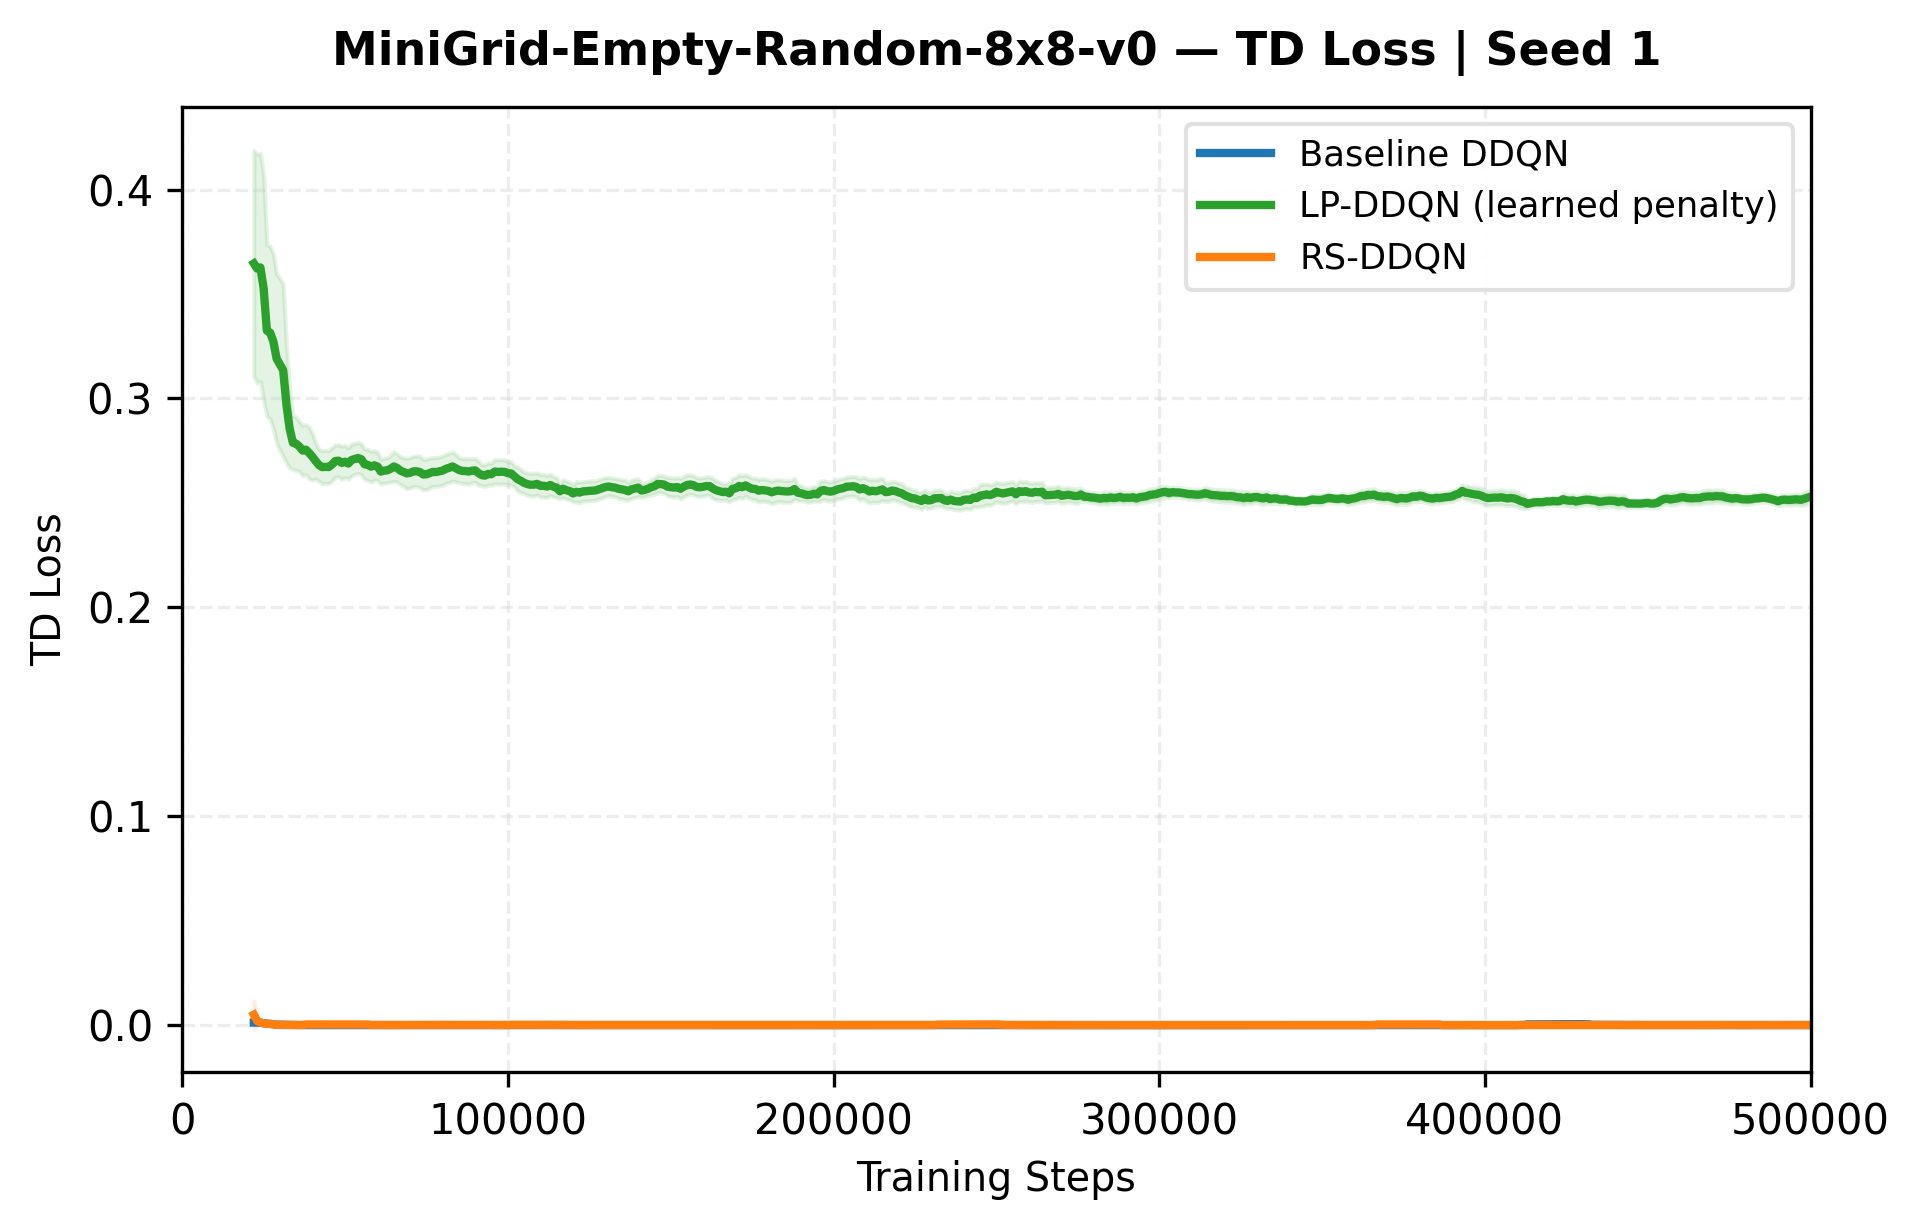 MiniGrid-Empty-Random-8x8-v0 — TD Loss | Seed 1
Baseline DDQN
LP-DDQN (learned penalty)
RS-DDQN
TD Loss
0.4
0.3
0.2
0.1
0.0
0
100000
200000
300000
400000
500000
Training Steps